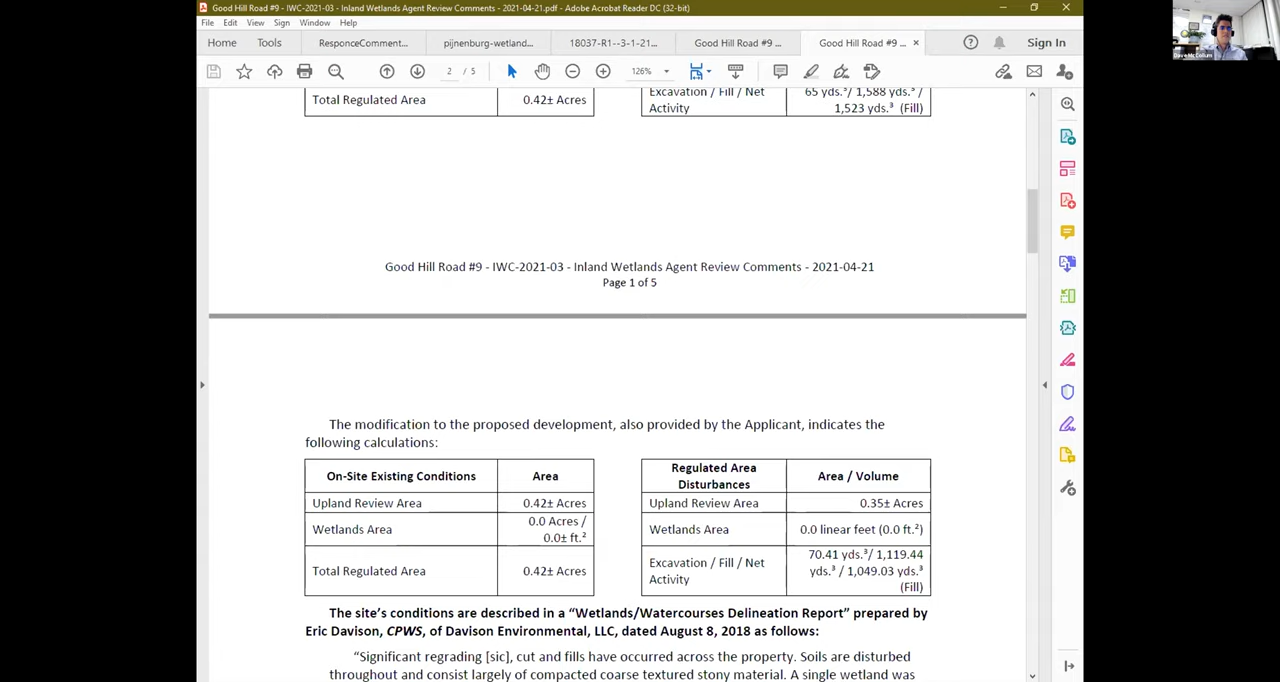 Good Hill Road #9 - IWC-2021-03 - Inland Wetlands Agent Review Comments - 2021-04-21.pdf - Adobe Acrobat Reader DC (32-bit)
File Edit View Sign Window Help
Home Tools ResponceComment... pijnenburg-wetland... 18037-R1--3-1-21... Good Hill Road #9 ... Good Hill Road #9 ... × Sign In
2 / 5 126%
Total Regulated Area 0.42± Acres
Excavation / Fill / Net Activity 65 yds.³/ 1,588 yds.³ / 1,523 yds.³ (Fill)
Good Hill Road #9 - IWC-2021-03 - Inland Wetlands Agent Review Comments - 2021-04-21
Page 1 of 5
The modification to the proposed development, also provided by the Applicant, indicates the
following calculations:
On-Site Existing Conditions Area
Upland Review Area 0.42± Acres
Wetlands Area 0.0 Acres / 0.0± ft.²
Total Regulated Area 0.42± Acres
Regulated Area Disturbances Area / Volume
Upland Review Area 0.35± Acres
Wetlands Area 0.0 linear feet (0.0 ft.²)
Excavation / Fill / Net Activity 70.41 yds.³/ 1,119.44 yds.³ / 1,049.03 yds.³ (Fill)
The site's conditions are described in a "Wetlands/Watercourses Delineation Report" prepared by
Eric Davison, CPWS, of Davison Environmental, LLC, dated August 8, 2018 as follows:
"Significant regrading [sic], cut and fills have occurred across the property. Soils are disturbed
throughout and consist largely of compacted coarse textured stony material. A single wetland was